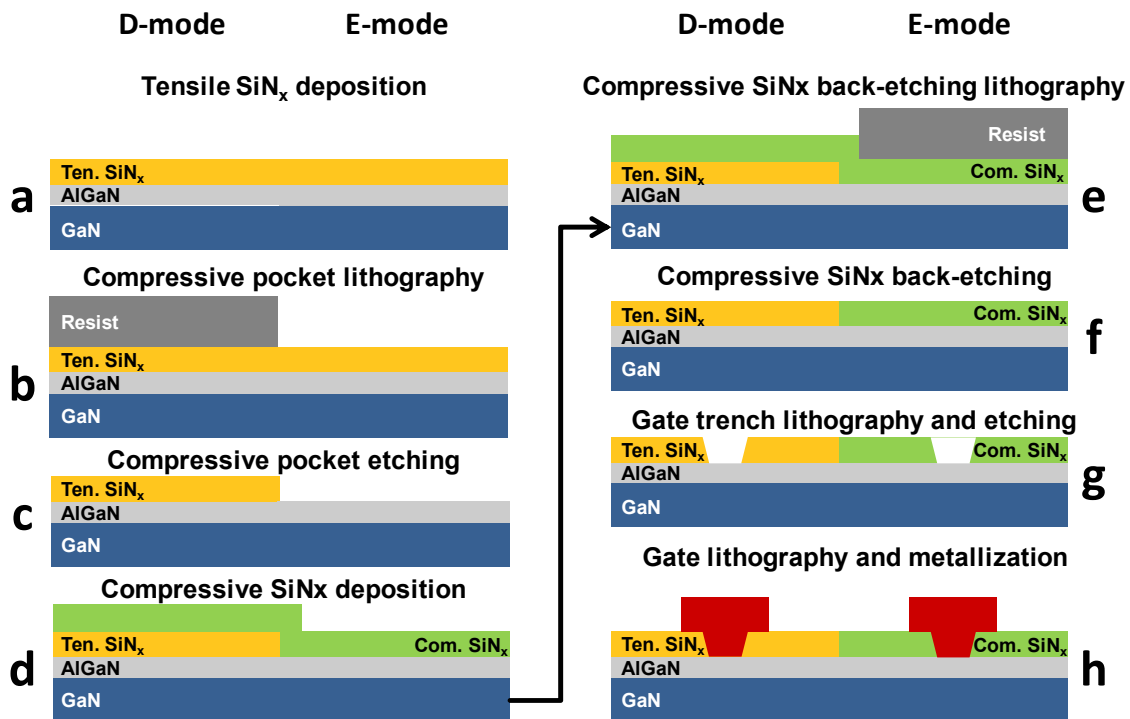 D-mode E-mode
Tensile SiNx deposition
a
Ten. SiNx
AlGaN
GaN
Compressive pocket lithography
b
Resist
Ten. SiNx
AlGaN
GaN
Compressive pocket etching
c
Ten. SiNx
AlGaN
GaN
Compressive SiNx deposition
d
Ten. SiNx Com. SiNx
AlGaN
GaN
D-mode E-mode
Compressive SiNx back-etching lithography
Resist
Ten. SiNx Com. SiNx
AlGaN
e
GaN
Compressive SiNx back-etching
Ten. SiNx Com. SiNx
AlGaN
f
GaN
Gate trench lithography and etching
Ten. SiNx Com. SiNx
AlGaN
g
GaN
Gate lithography and metallization
Ten. SiNx Com. SiNx
AlGaN
h
GaN